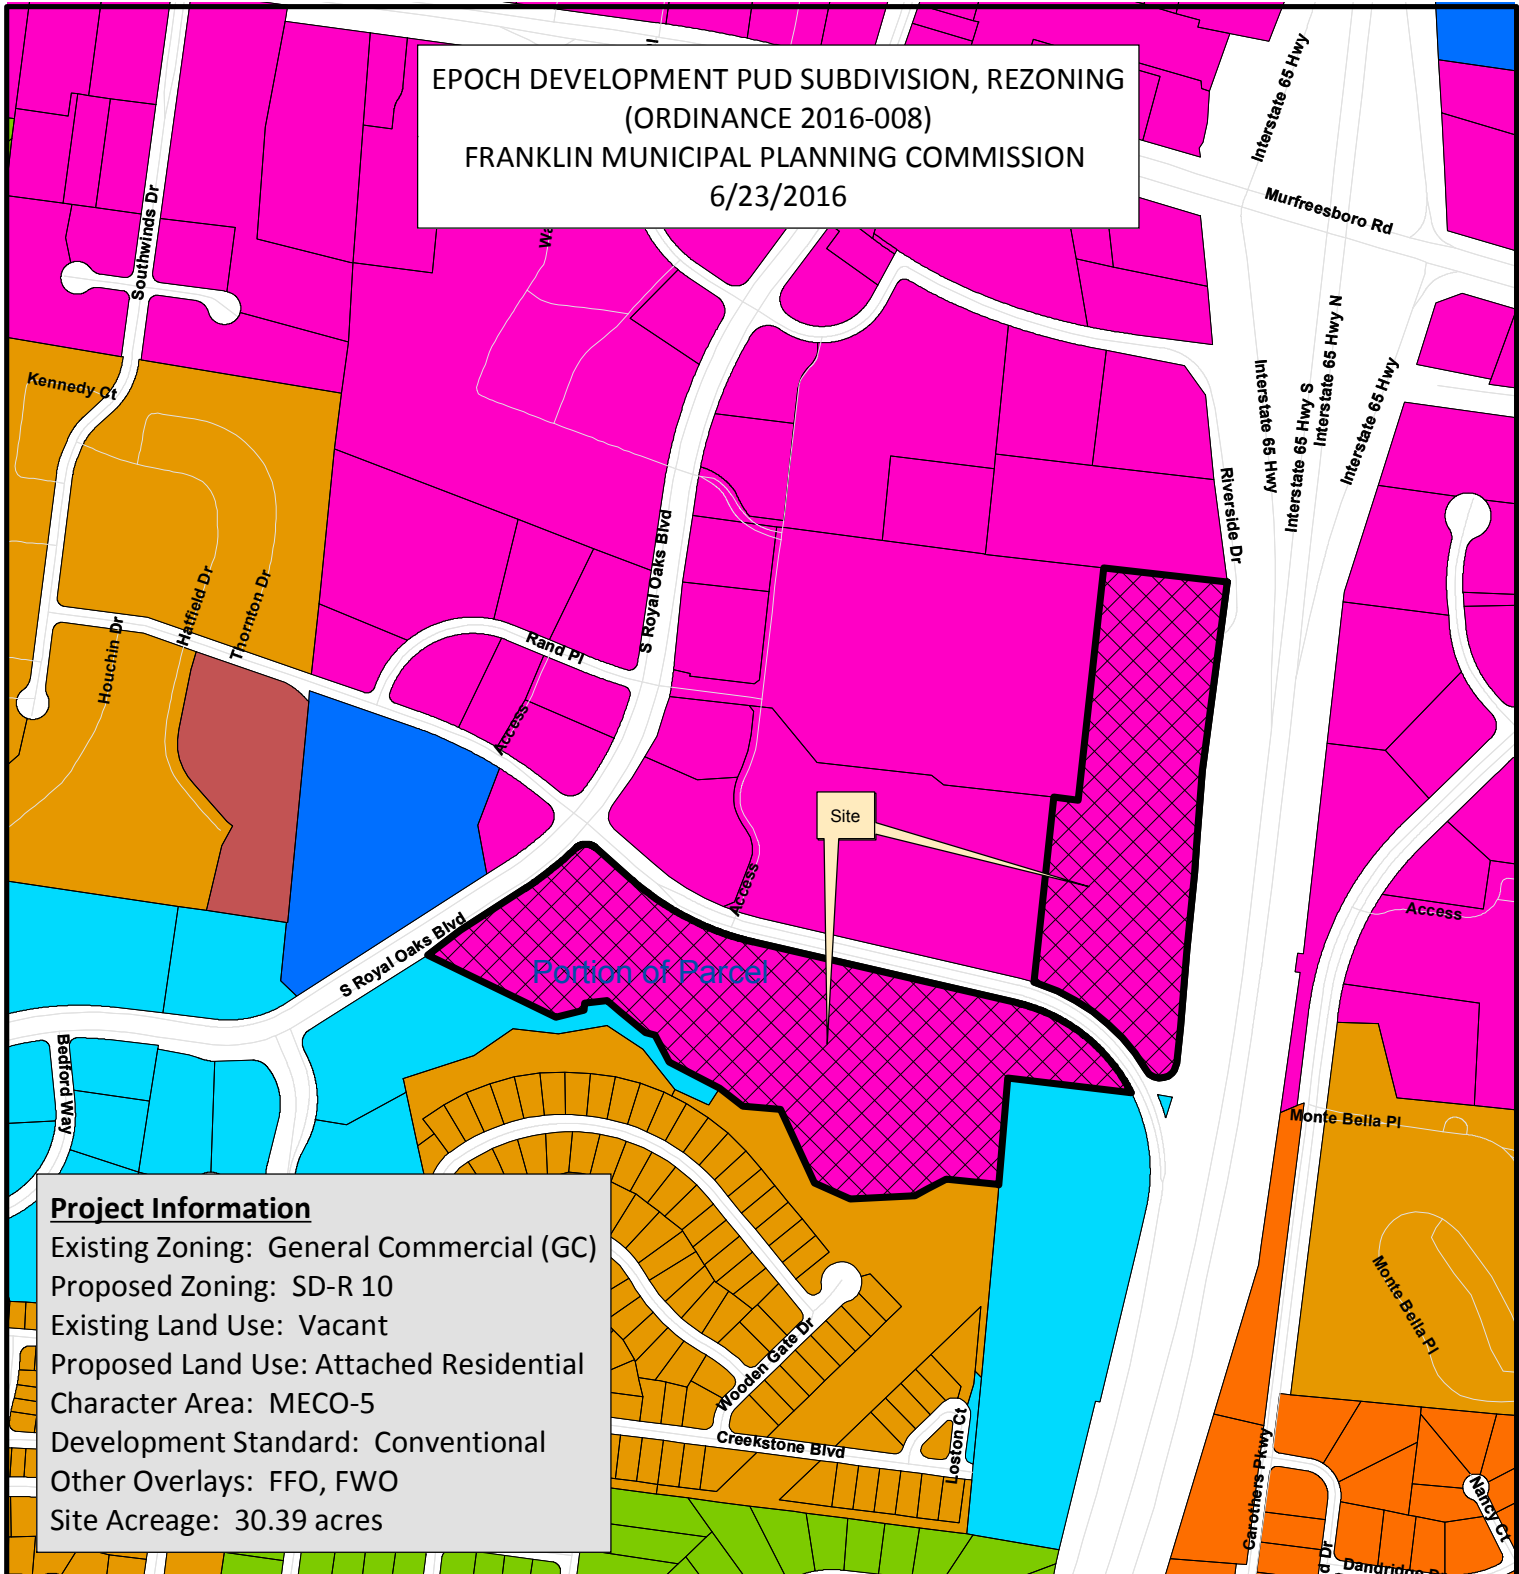 EPOCH DEVELOPMENT PUD SUBDIVISION, REZONING
(ORDINANCE 2016-008)
FRANKLIN MUNICIPAL PLANNING COMMISSION
6/23/2016
Interstate 65 Hwy
Murfreesboro Rd
Southwinds Dr
Kennedy Ct
Interstate 65 Hwy
Interstate 65 Hwy S
Interstate 65 Hwy N
Interstate 65 Hwy
Riverside Dr
S Royal Oaks Blvd
Hatfield Dr
Thornton Dr
Houchin Dr
Rand Pl
Access
Site
Access
Access
S Royal Oaks Blvd
Portion of Parcel
Bedford Way
Monte Bella Pl
Monte Bella Pl
Project Information
Existing Zoning: General Commercial (GC)
Proposed Zoning: SD-R 10
Existing Land Use: Vacant
Proposed Land Use: Attached Residential
Character Area: MECO-5
Development Standard: Conventional
Other Overlays: FFO, FWO
Site Acreage: 30.39 acres
Wooden Gate Dr
Creekstone Blvd
Loston Ct
Carothers Pkwy
Nancy Ct